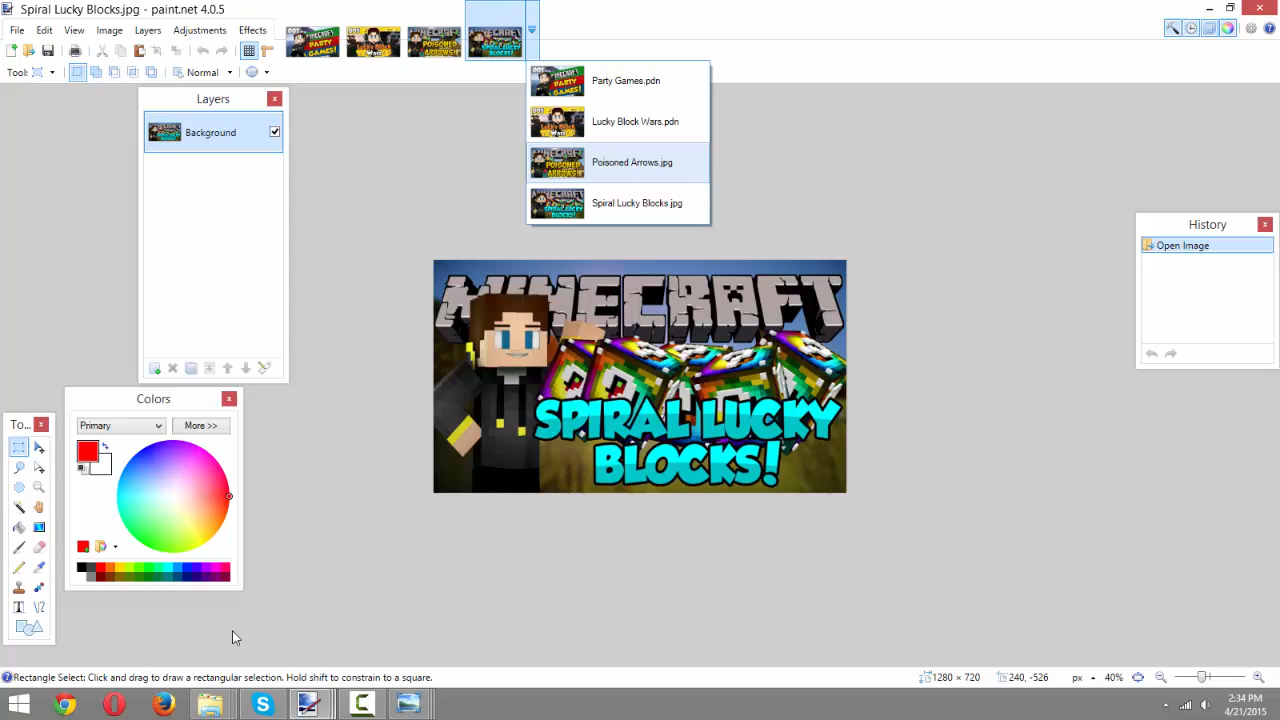 Spiral Lucky Blocks.jpg - paint.net 4.0.5
File Edit View Image Layers Adjustments Effects
Tool: Normal
Party Games.pdn
Lucky Block Wars.pdn
Poisoned Arrows.jpg
Spiral Lucky Blocks.jpg
Layers
Background
History
Open Image
MINECRAFT
SPIRAL LUCKY
BLOCKS!
Colors
Primary More >>
To...
Rectangle Select: Click and drag to draw a rectangular selection. Hold shift to constrain to a square.
1280 × 720 240, -526 px 40%
2:34 PM
4/21/2015